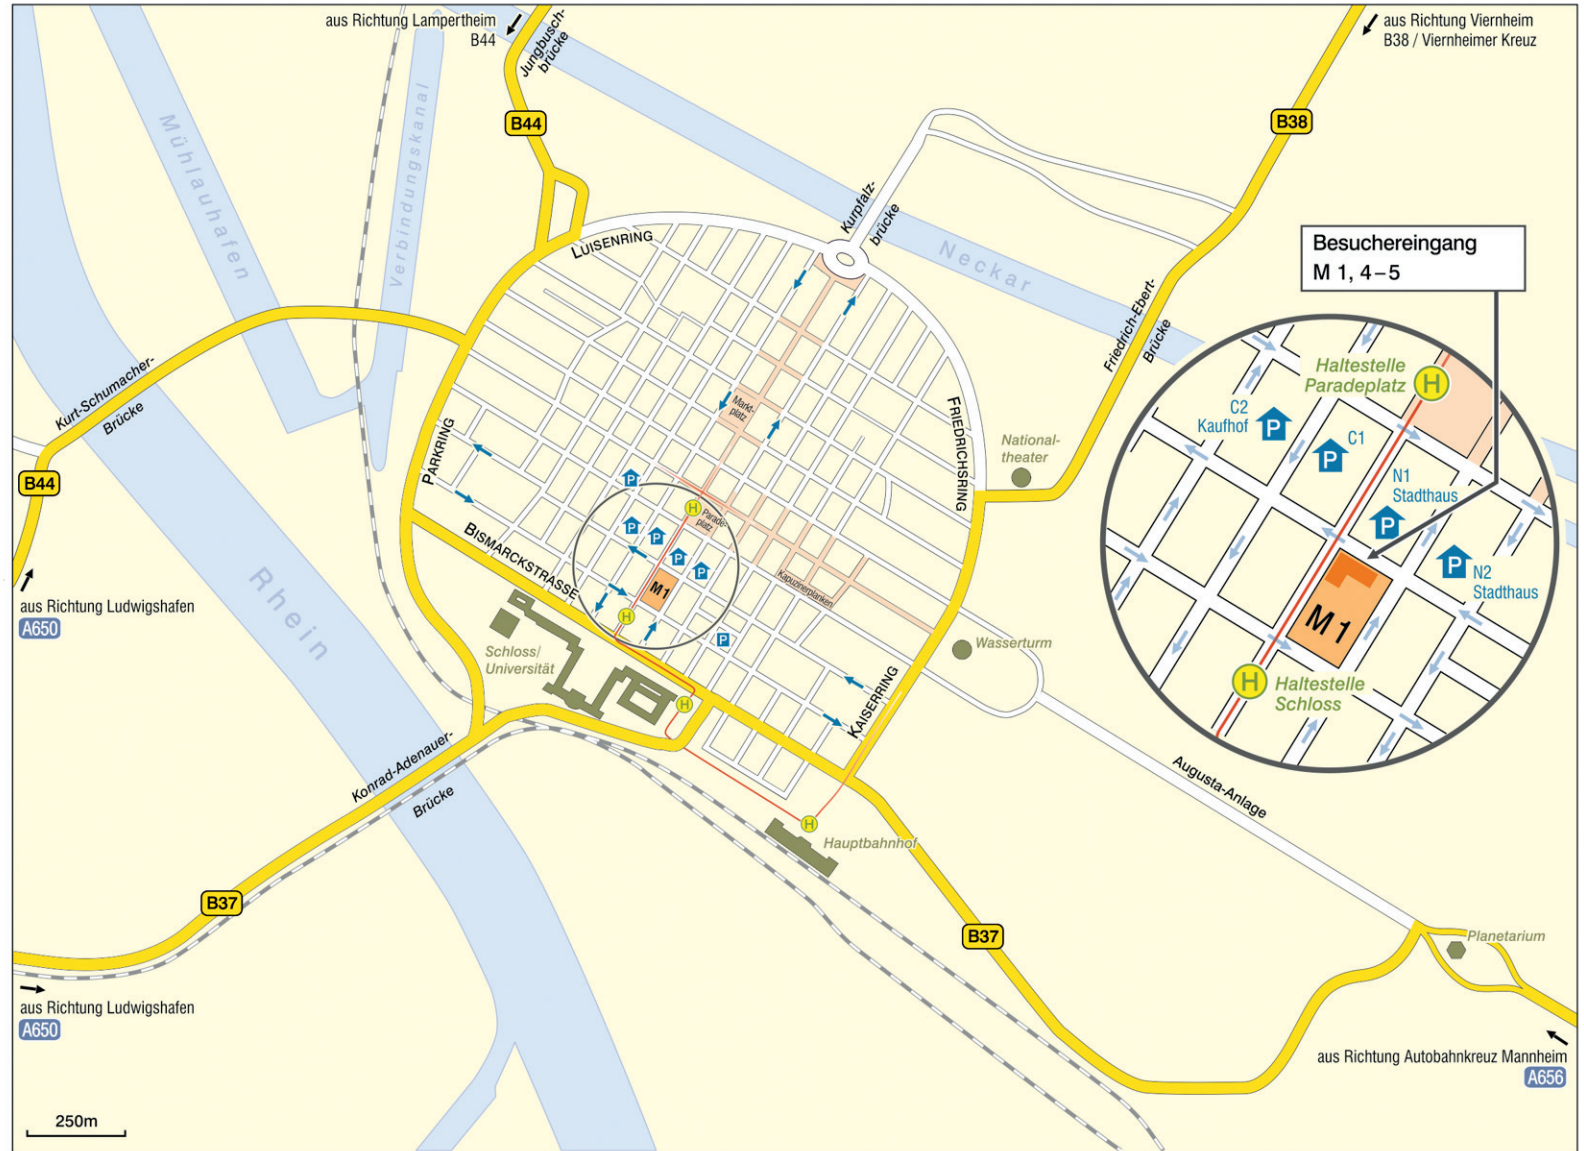 aus Richtung Lampertheim
B44
Jungbusch-
brücke
aus Richtung Viernheim
B38 / Viernheimer Kreuz
B44
B38
Mühlauhafen
Verbindungskanal
Kurpfalz-
brücke
Neckar
LUISENRING
Besuchereingang
M 1, 4–5
Friedrich-Ebert-
Brücke
Kurt-Schumacher-
Brücke
Haltestelle
Paradeplatz
H
C2
Kaufhof
P
C1
P
N1
Stadthaus
P
N2
Stadthaus
P
M 1
H
Haltestelle
Schloss
Markt-
platz
FRIEDRICHSRING
PARKRING
National-
theater
B44
P
H
Parade-
platz
P
P
P
P
BISMARCKSTRASSE
M 1
Kapuzinerplanken
H
P
aus Richtung Ludwigshafen
A650
Rhein
Schloss/
Universität
Wasserturm
H
KAISERRING
Konrad-Adenauer-
Brücke
Augusta-Anlage
H
Hauptbahnhof
B37
B37
Planetarium
aus Richtung Ludwigshafen
A650
aus Richtung Autobahnkreuz Mannheim
A656
250m